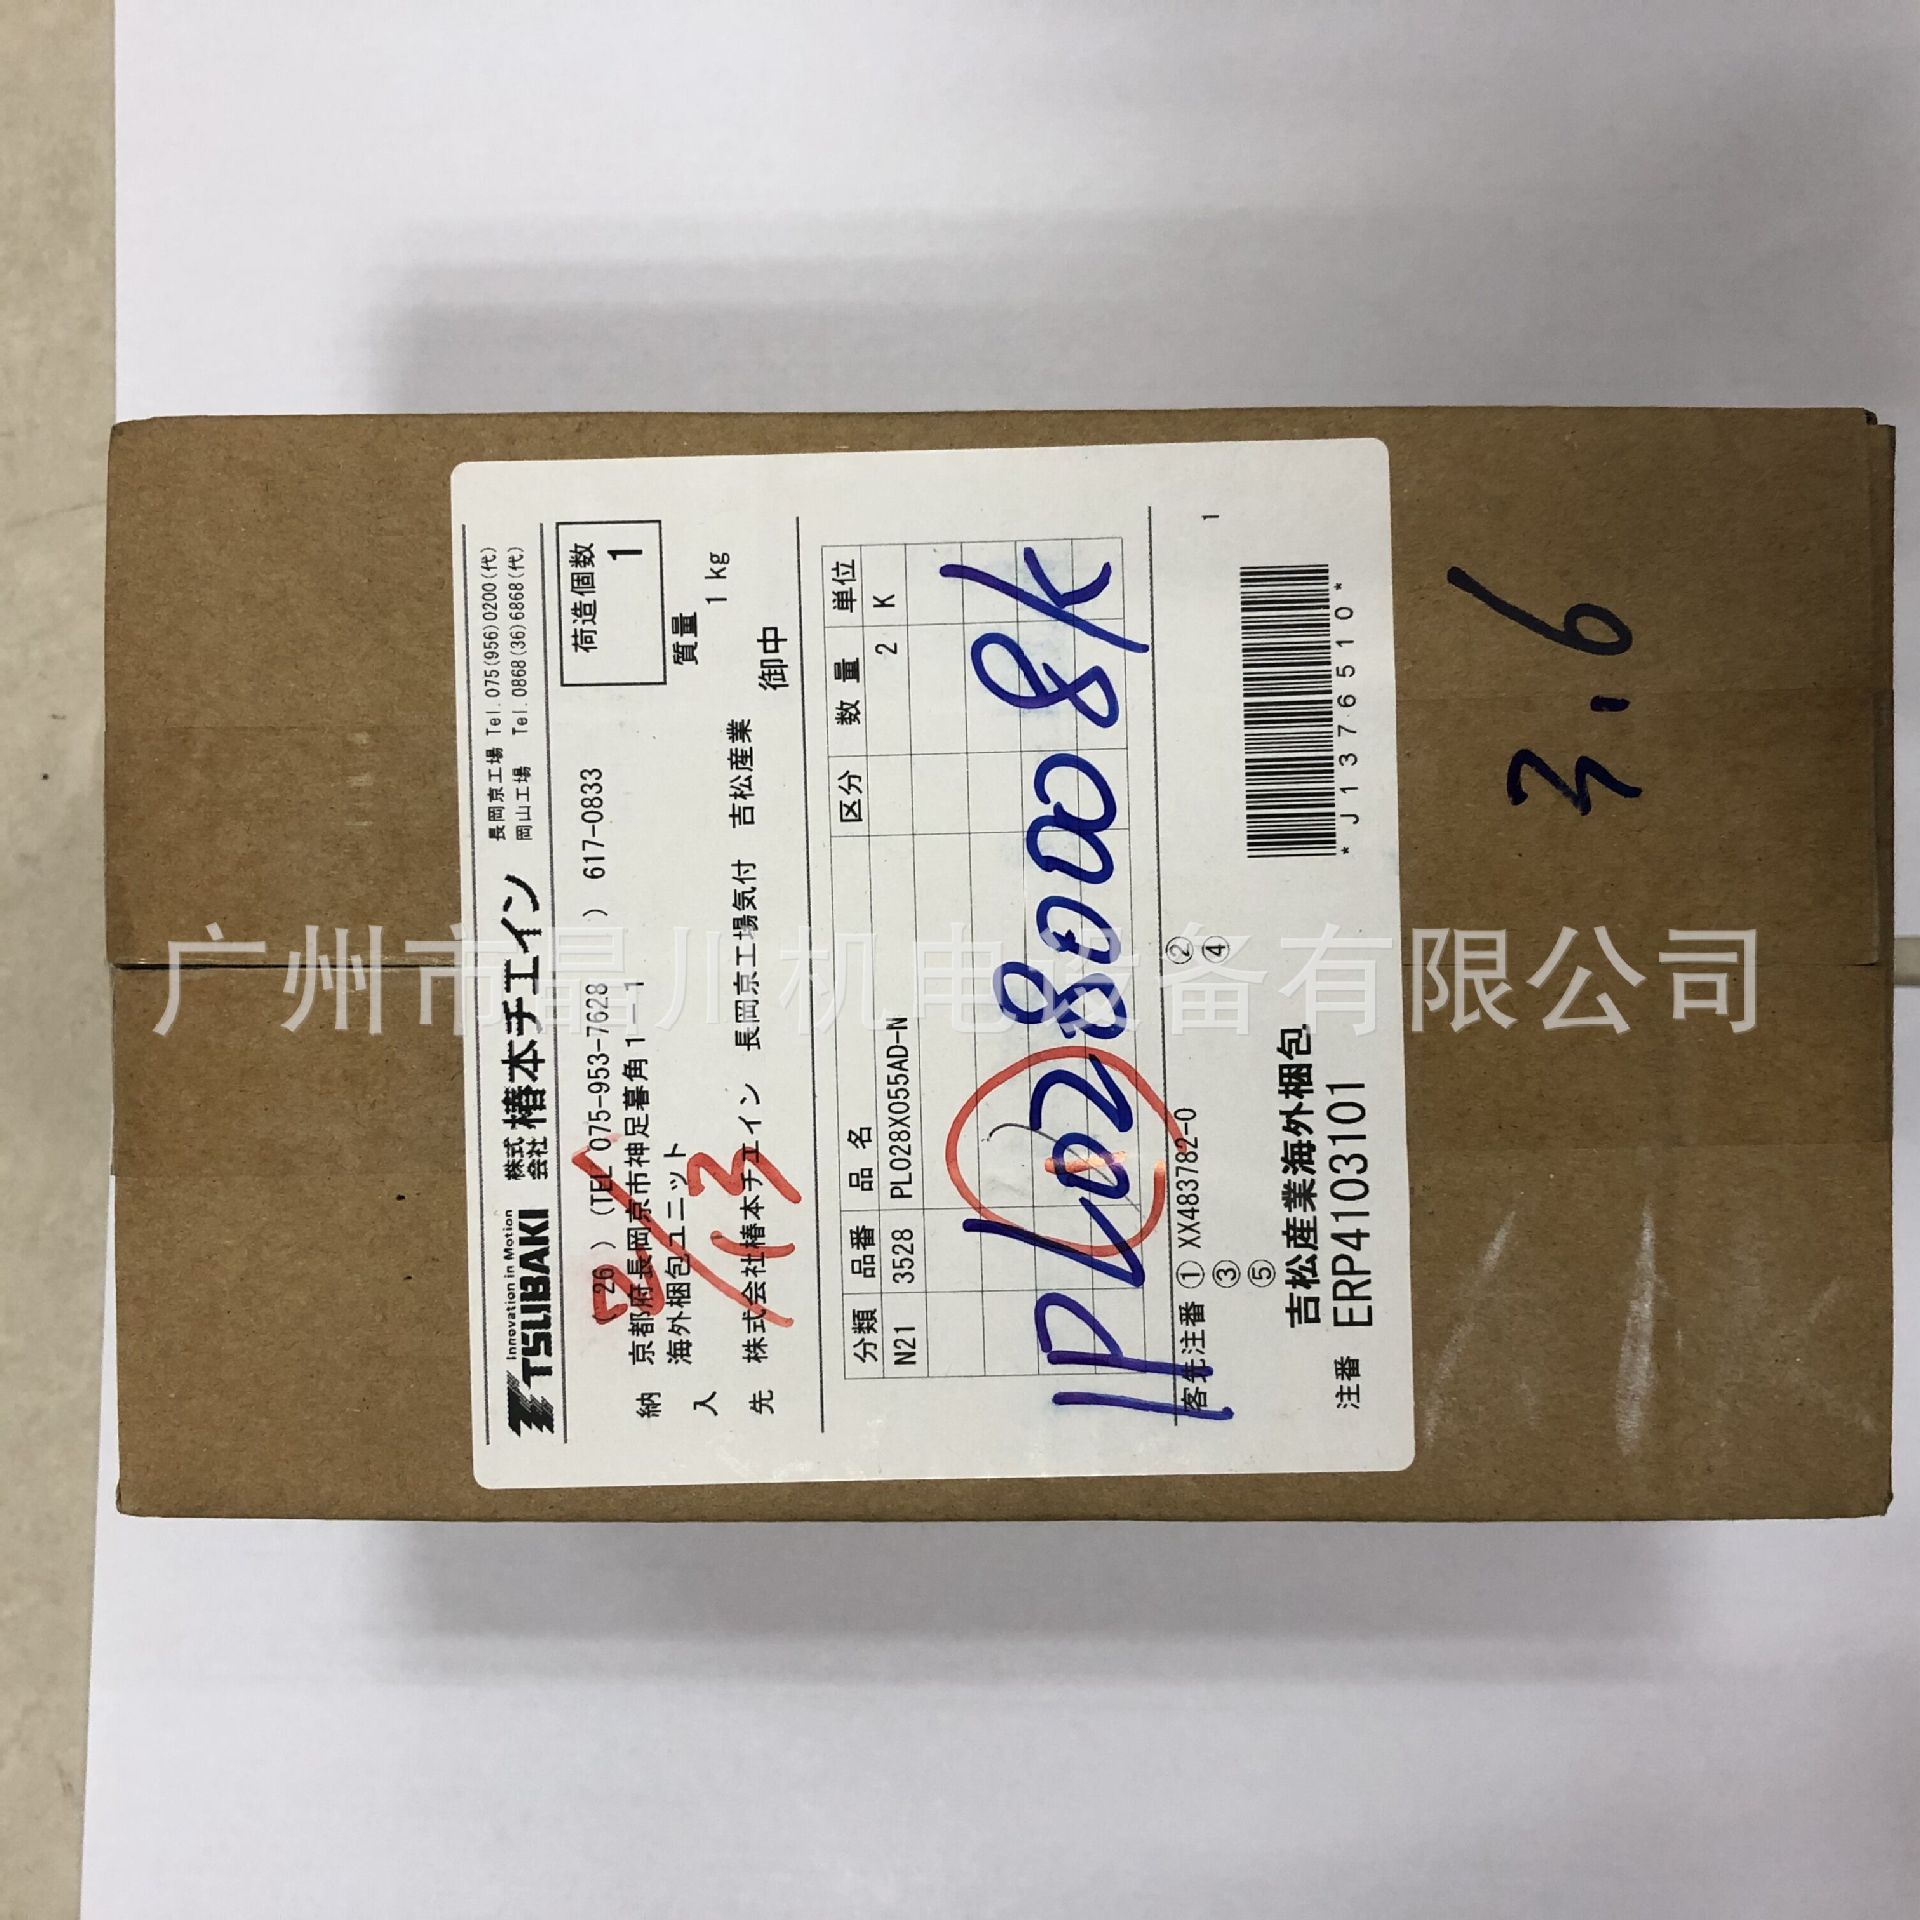 Innovation in Motion
TSUBAKI 株式会社 椿本チエイン 長岡京工場 Tel.075(956)0200(代)
岡山工場 Tel.0868(36)6868(代)
(26)(TEL 075-953-7628 ) 617-0833
荷造個数
1
納入先
京都府長岡京市神足暮角1_1
海外梱包ユニット
質量 1 kg
株式会社椿本チエイン 長岡京工場気付 吉松産業 御中
13
分類 品番 品名 区分 数量 単位
N21 3528 PL028X055AD-N 2 K
客先注番 ① XX483782-0 ② 1
③ ④
⑤
吉松産業海外梱包
注番 ERP4103101
*J1376510*
3.6
广州市晶川机电设备有限公司